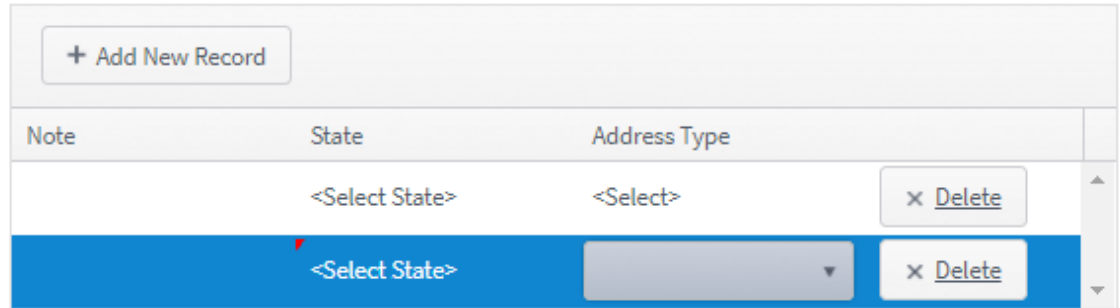 + Add New Record
Note State Address Type
<Select State> <Select> × Delete
<Select State> × Delete